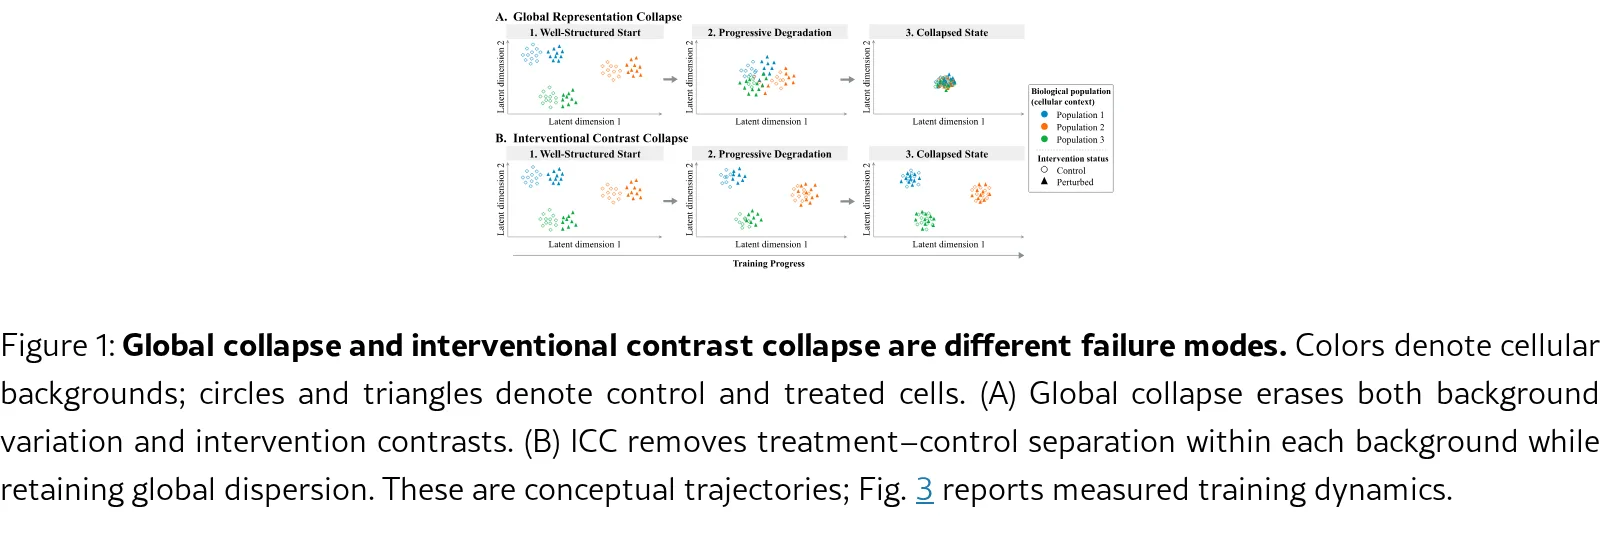 A. Global Representation Collapse
1. Well-Structured Start
2. Progressive Degradation
3. Collapsed State
Latent dimension 2
Latent dimension 2
Latent dimension 2
Latent dimension 1
Latent dimension 1
Latent dimension 1
B. Interventional Contrast Collapse
1. Well-Structured Start
2. Progressive Degradation
3. Collapsed State
Latent dimension 2
Latent dimension 2
Latent dimension 2
Latent dimension 1
Latent dimension 1
Latent dimension 1
Training Progress
Biological population
(cellular context)
Population 1
Population 2
Population 3
Intervention status
Control
Perturbed
Figure 1: Global collapse and interventional contrast collapse are different failure modes. Colors denote cellular
backgrounds; circles and triangles denote control and treated cells. (A) Global collapse erases both background
variation and intervention contrasts. (B) ICC removes treatment–control separation within each background while
retaining global dispersion. These are conceptual trajectories; Fig. 3 reports measured training dynamics.